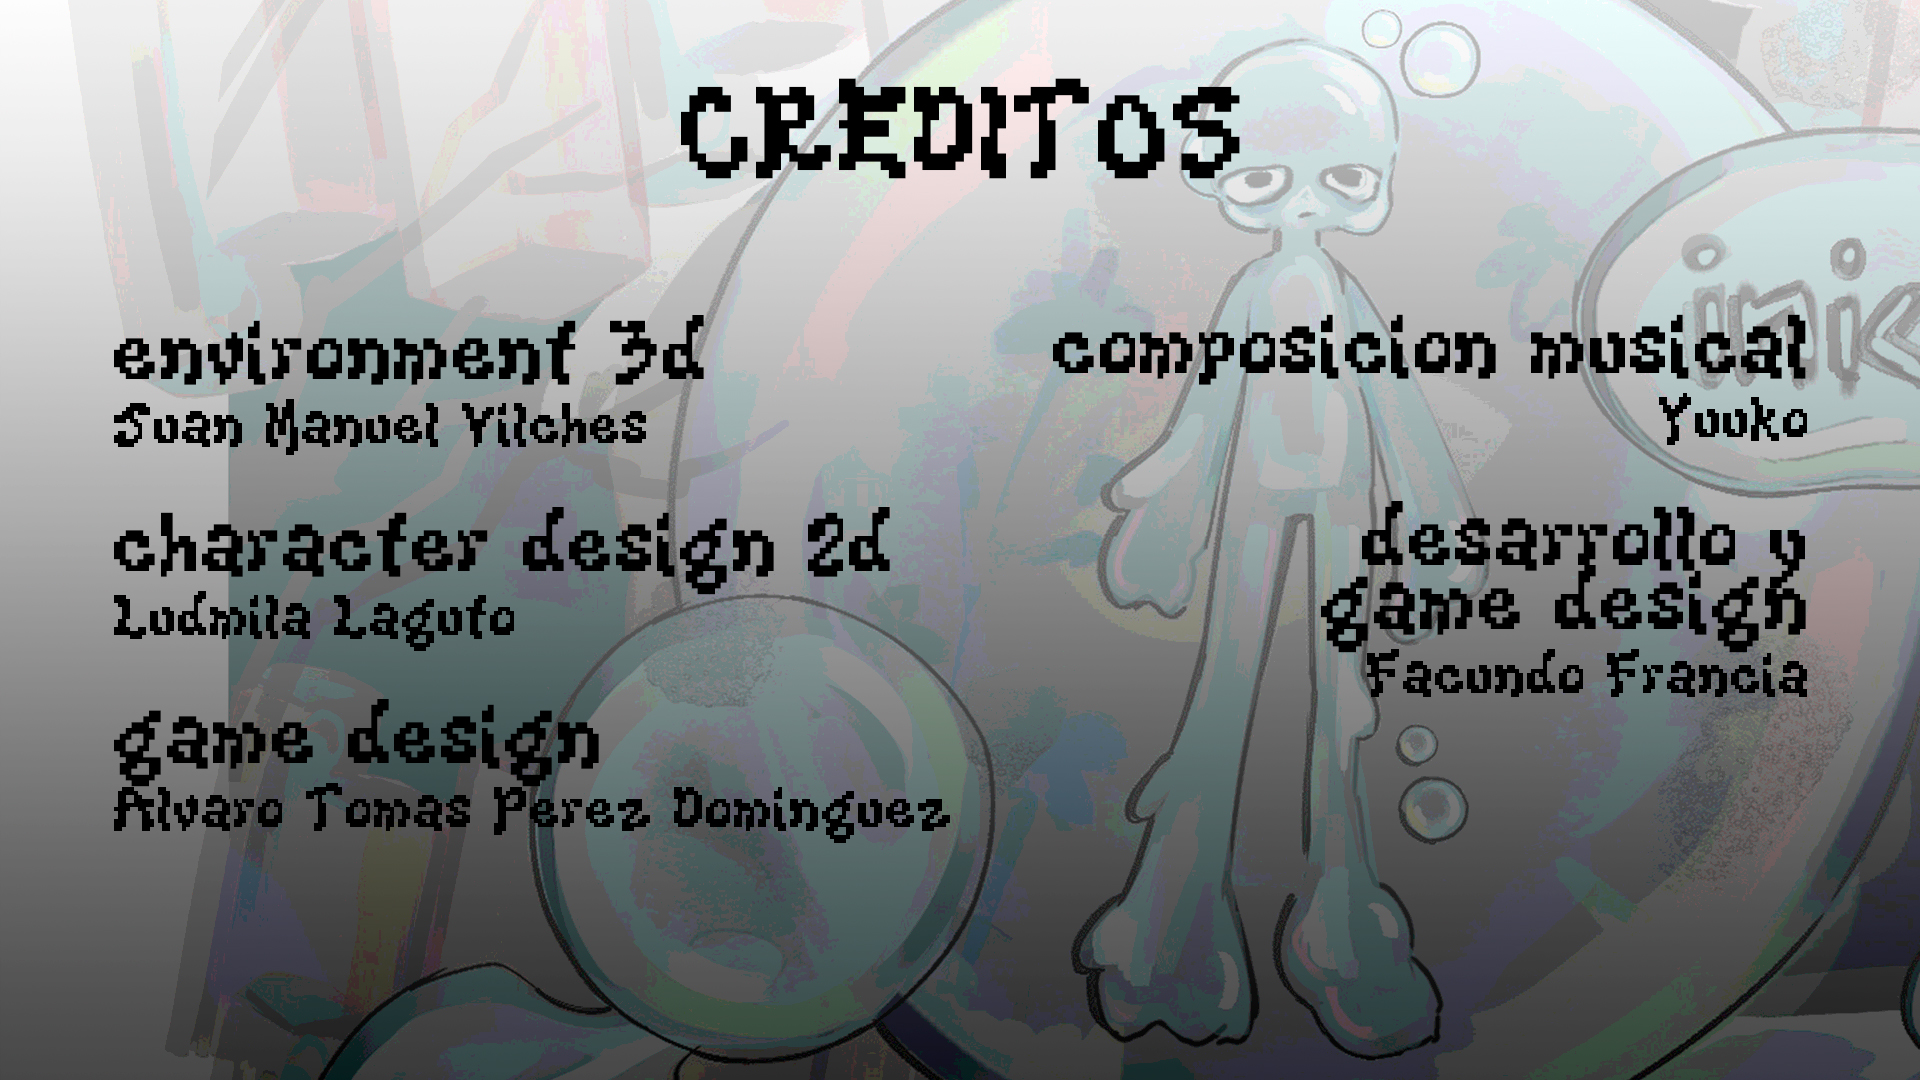 CREDITOS
environment 3d
Juan Manuel Vilches
character design 2d
Ludmila Laguto
game design
Alvaro Tomas Perez Dominguez
composicion musical
Yuuko
desarrollo y
game design
Facundo Francia